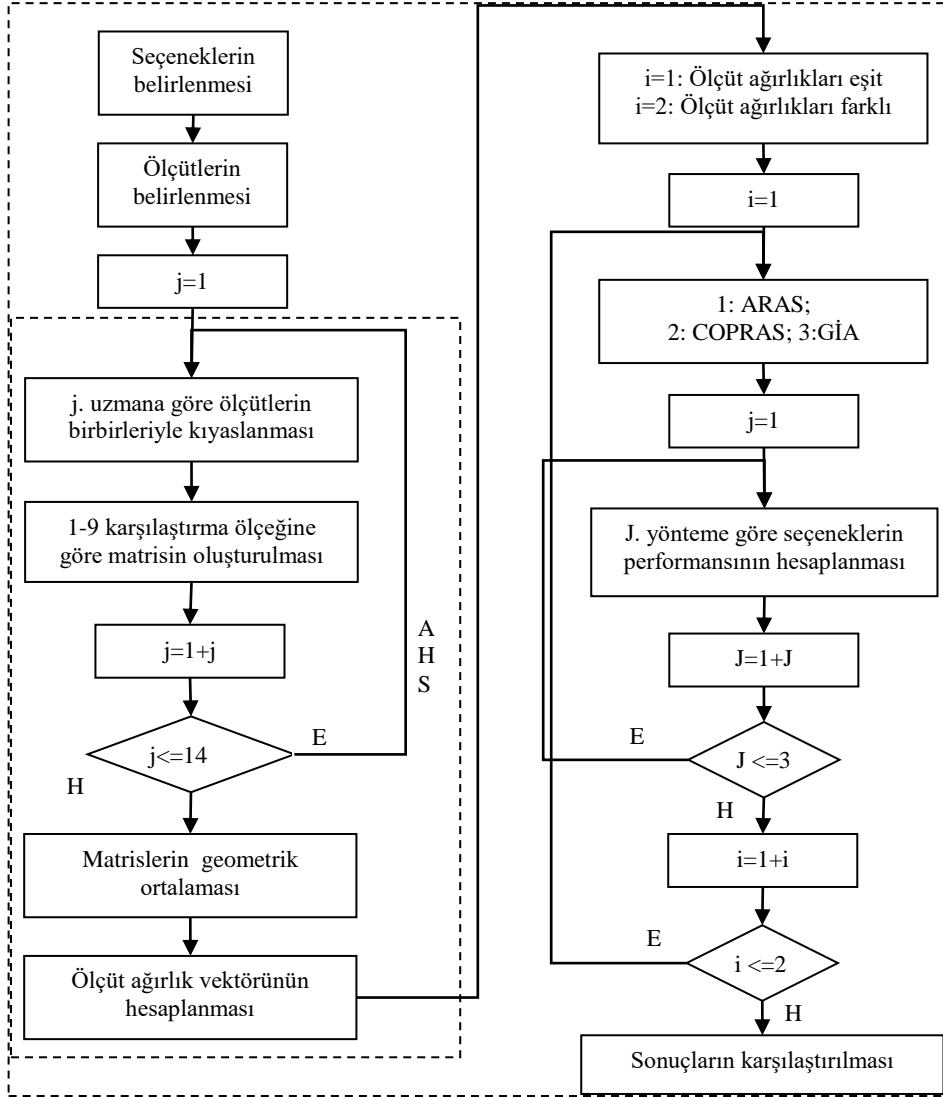 Seçeneklerin
belirlenmesi
Ölçütlerin
belirlenmesi
j=1
j. uzmana göre ölçütlerin
birbirleriyle kıyaslanması
1-9 karşılaştırma ölçeğine
göre matrisin oluşturulması
j=1+j
A
H
S
j<=14
E
H
Matrislerin geometrik
ortalaması
Ölçüt ağırlık vektörünün
hesaplanması
i=1: Ölçüt ağırlıkları eşit
i=2: Ölçüt ağırlıkları farklı
i=1
1: ARAS;
2: COPRAS; 3:GİA
j=1
J. yönteme göre seçeneklerin
performansının hesaplanması
J=1+J
E
J <=3
H
i=1+i
E
i <=2
H
Sonuçların karşılaştırılması